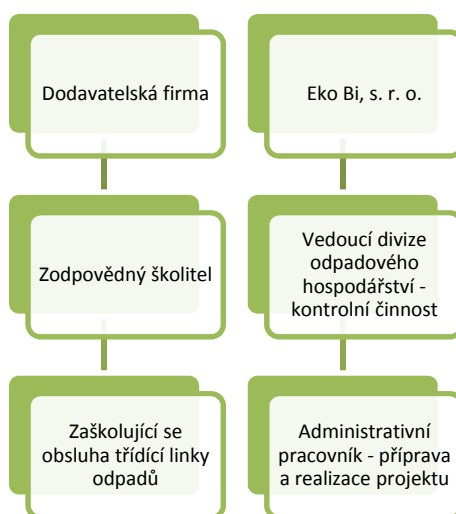 Dodavatelská firma
Zodpovědný školitel
Zaškolující se
obsluha třídící linky
odpadů
Eko Bi, s. r. o.
Vedoucí divize
odpadového
hospodářství -
kontrolní činnost
Administrativní
pracovník - příprava
a realizace projektu